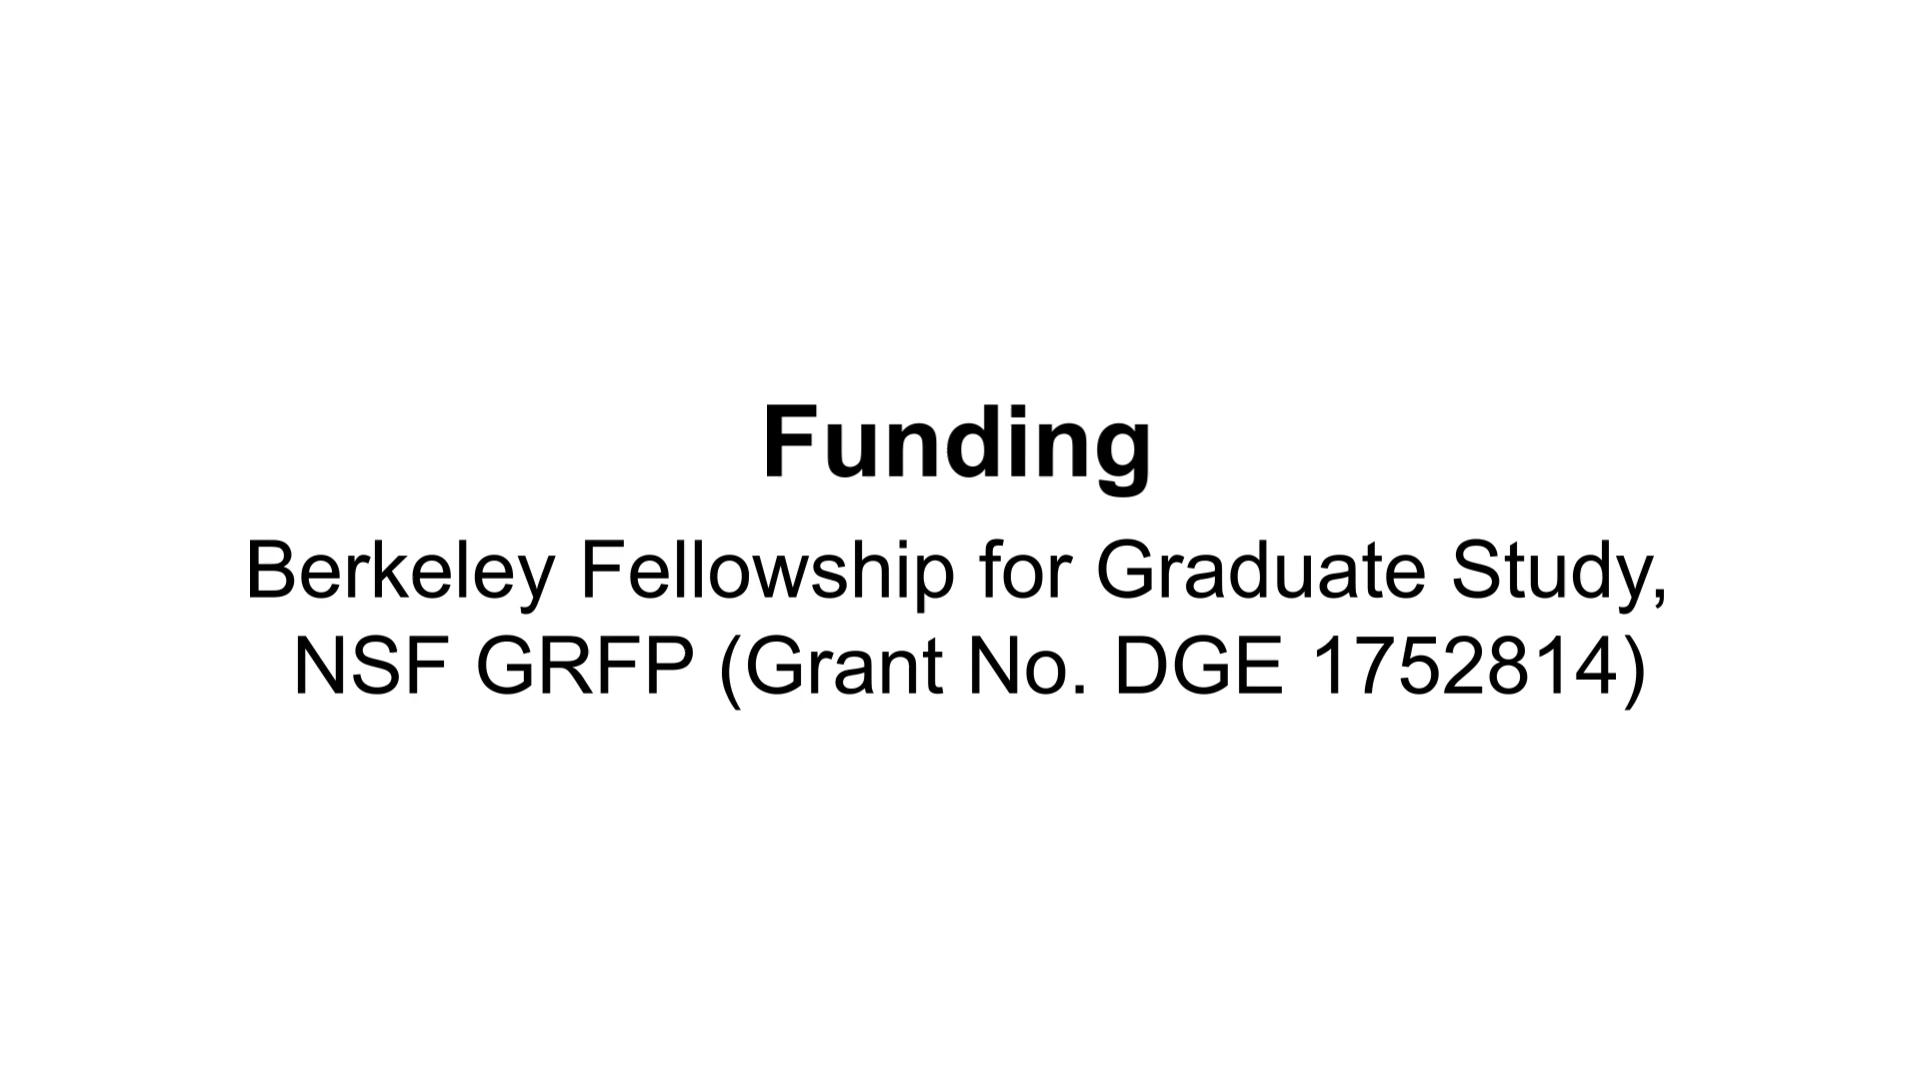 Funding
Berkeley Fellowship for Graduate Study,
NSF GRFP (Grant No. DGE 1752814)